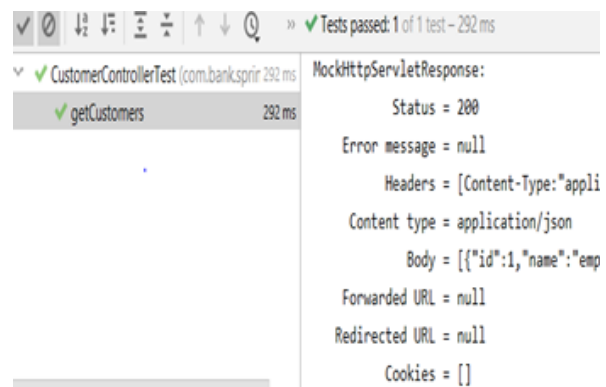 » Tests passed: 1 of 1 test – 292 ms
CustomerControllerTest (com.bank.sprin 292 ms
getCustomers 292 ms
MockHttpServletResponse:
Status = 200
Error message = null
Headers = [Content-Type:"appli
Content type = application/json
Body = [{"id":1,"name":"emp
Forwarded URL = null
Redirected URL = null
Cookies = []